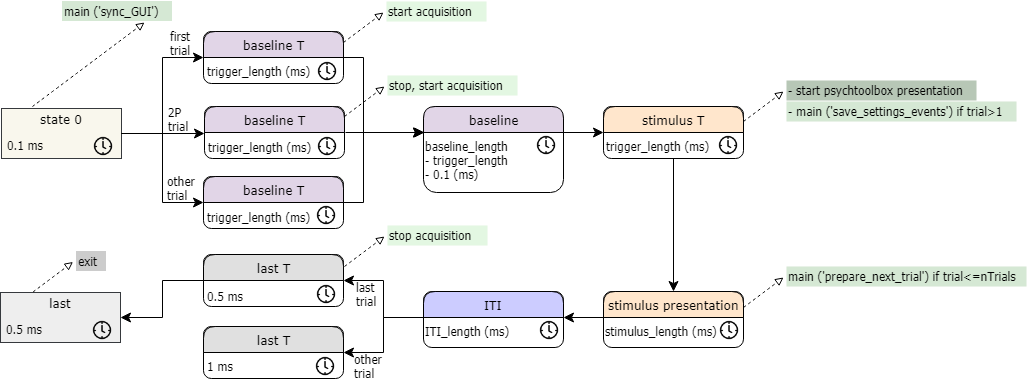 main ('sync_GUI')
start acquisition
first
trial
baseline T
trigger_length (ms)
stop, start acquisition
- start psychtoolbox presentation
- main ('save_settings_events') if trial>1
state 0
0.1 ms
2P
trial
baseline T
trigger_length (ms)
baseline
baseline_length
- trigger_length
- 0.1 (ms)
stimulus T
trigger_length (ms)
other
trial
baseline T
trigger_length (ms)
stop acquisition
exit
last T
0.5 ms
last
trial
main ('prepare_next_trial') if trial<=nTrials
last
0.5 ms
ITI
ITI_length (ms)
stimulus presentation
stimulus_length (ms)
last T
1 ms
other
trial